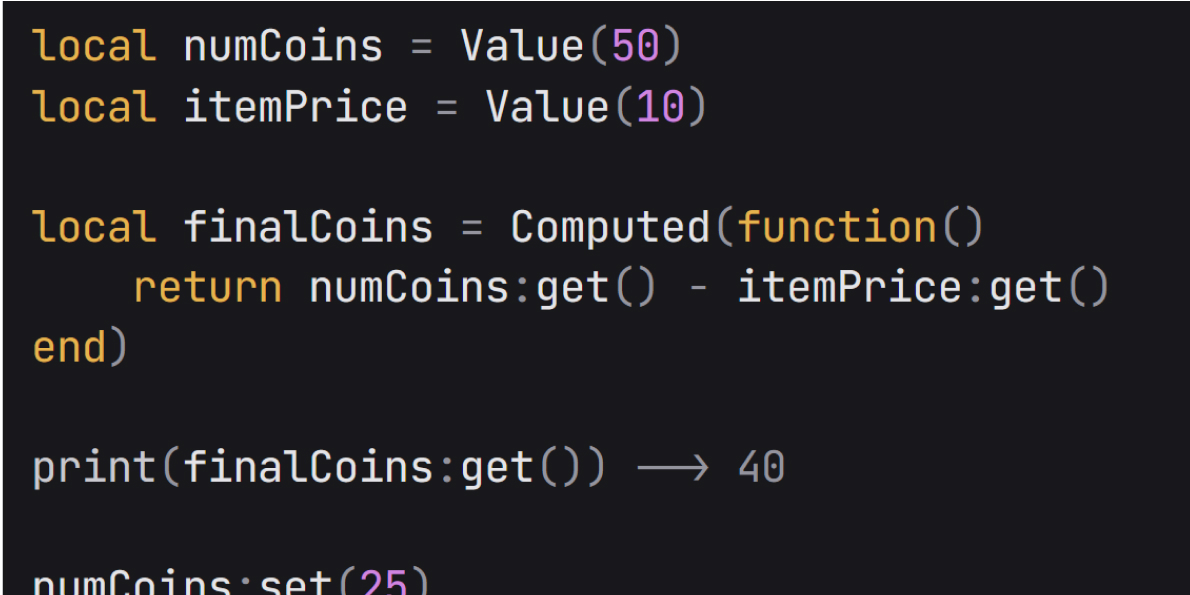 local numCoins = Value(50)
local itemPrice = Value(10)
local finalCoins = Computed(function()
    return numCoins:get() - itemPrice:get()
end)
print(finalCoins:get()) --> 40
numCoins:set(25)